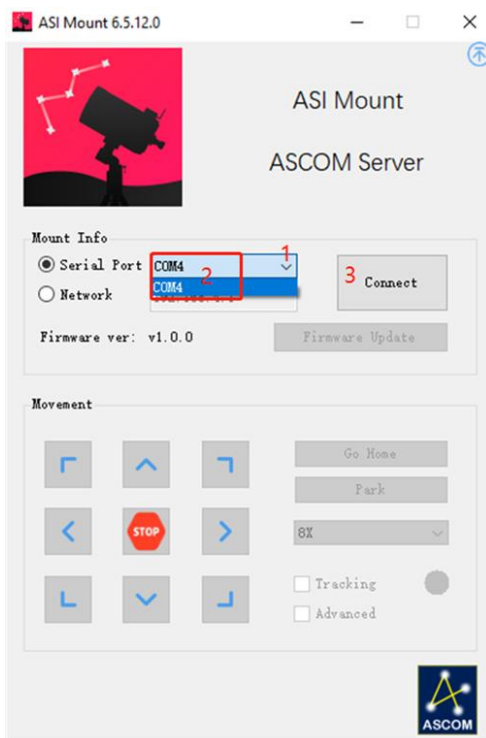 ASI Mount 6.5.12.0
ASI Mount
ASCOM Server
Mount Info
Serial Port COM4 1
2
COM4
3 Connect
Network
Firmware ver: v1.0.0 Firmware Update
Movement
Go Home
Park
STOP 8X
Tracking
Advanced
ASCOM